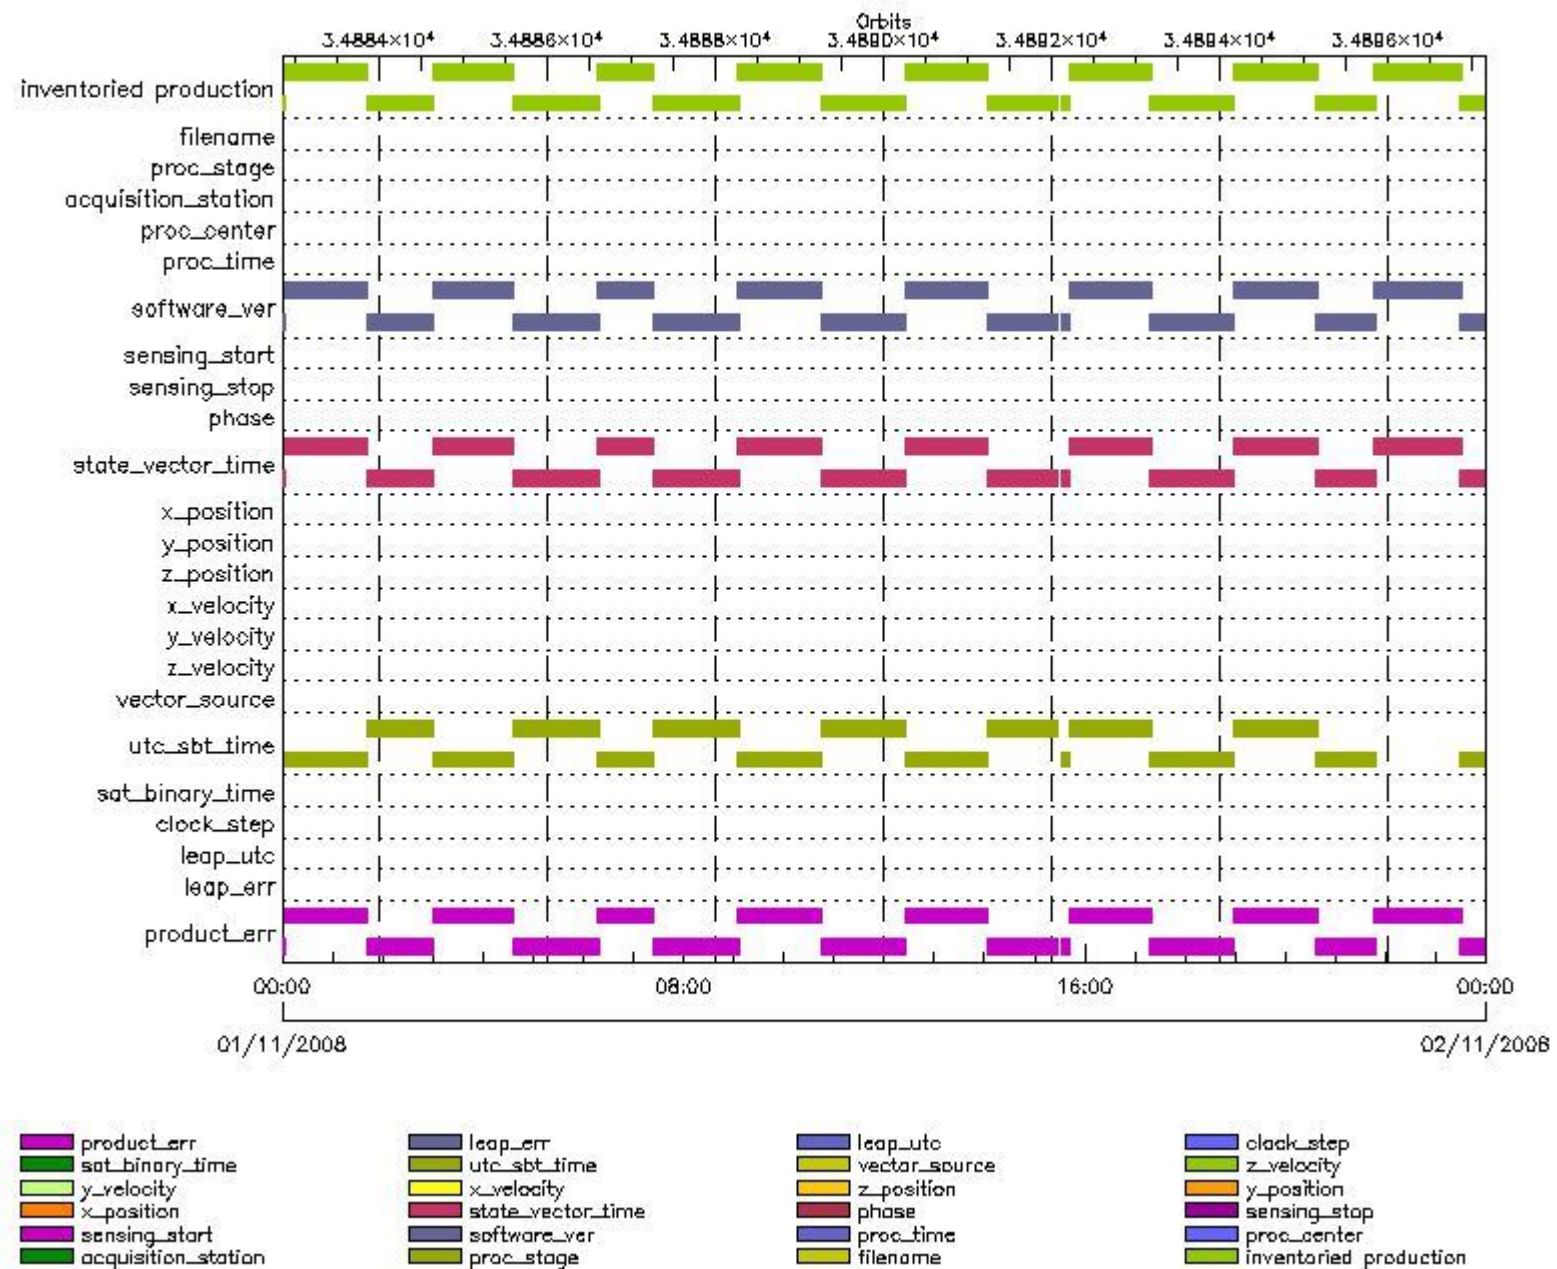 Orbits
3.4884×10⁴ 3.4886×10⁴ 3.4888×10⁴ 3.4890×10⁴ 3.4892×10⁴ 3.4894×10⁴ 3.4896×10⁴
inventoried production
filename
proc_stage
acquisition_station
proc_center
proc_time
software_ver
sensing_start
sensing_stop
phase
state_vector_time
x_position
y_position
z_position
x_velocity
y_velocity
z_velocity
vector_source
utc_sbt_time
sat_binary_time
clock_step
leap_utc
leap_err
product_err
00:00 08:00 16:00 00:00
01/11/2008 02/11/2008
product_err leap_err leap_utc clock_step
sat_binary_time utc_sbt_time vector_source z_velocity
y_velocity x_velocity z_position y_position
x_position state_vector_time phase sensing_stop
sensing_start software_ver proc_time proc_center
acquisition_station proc_stage filename inventoried production